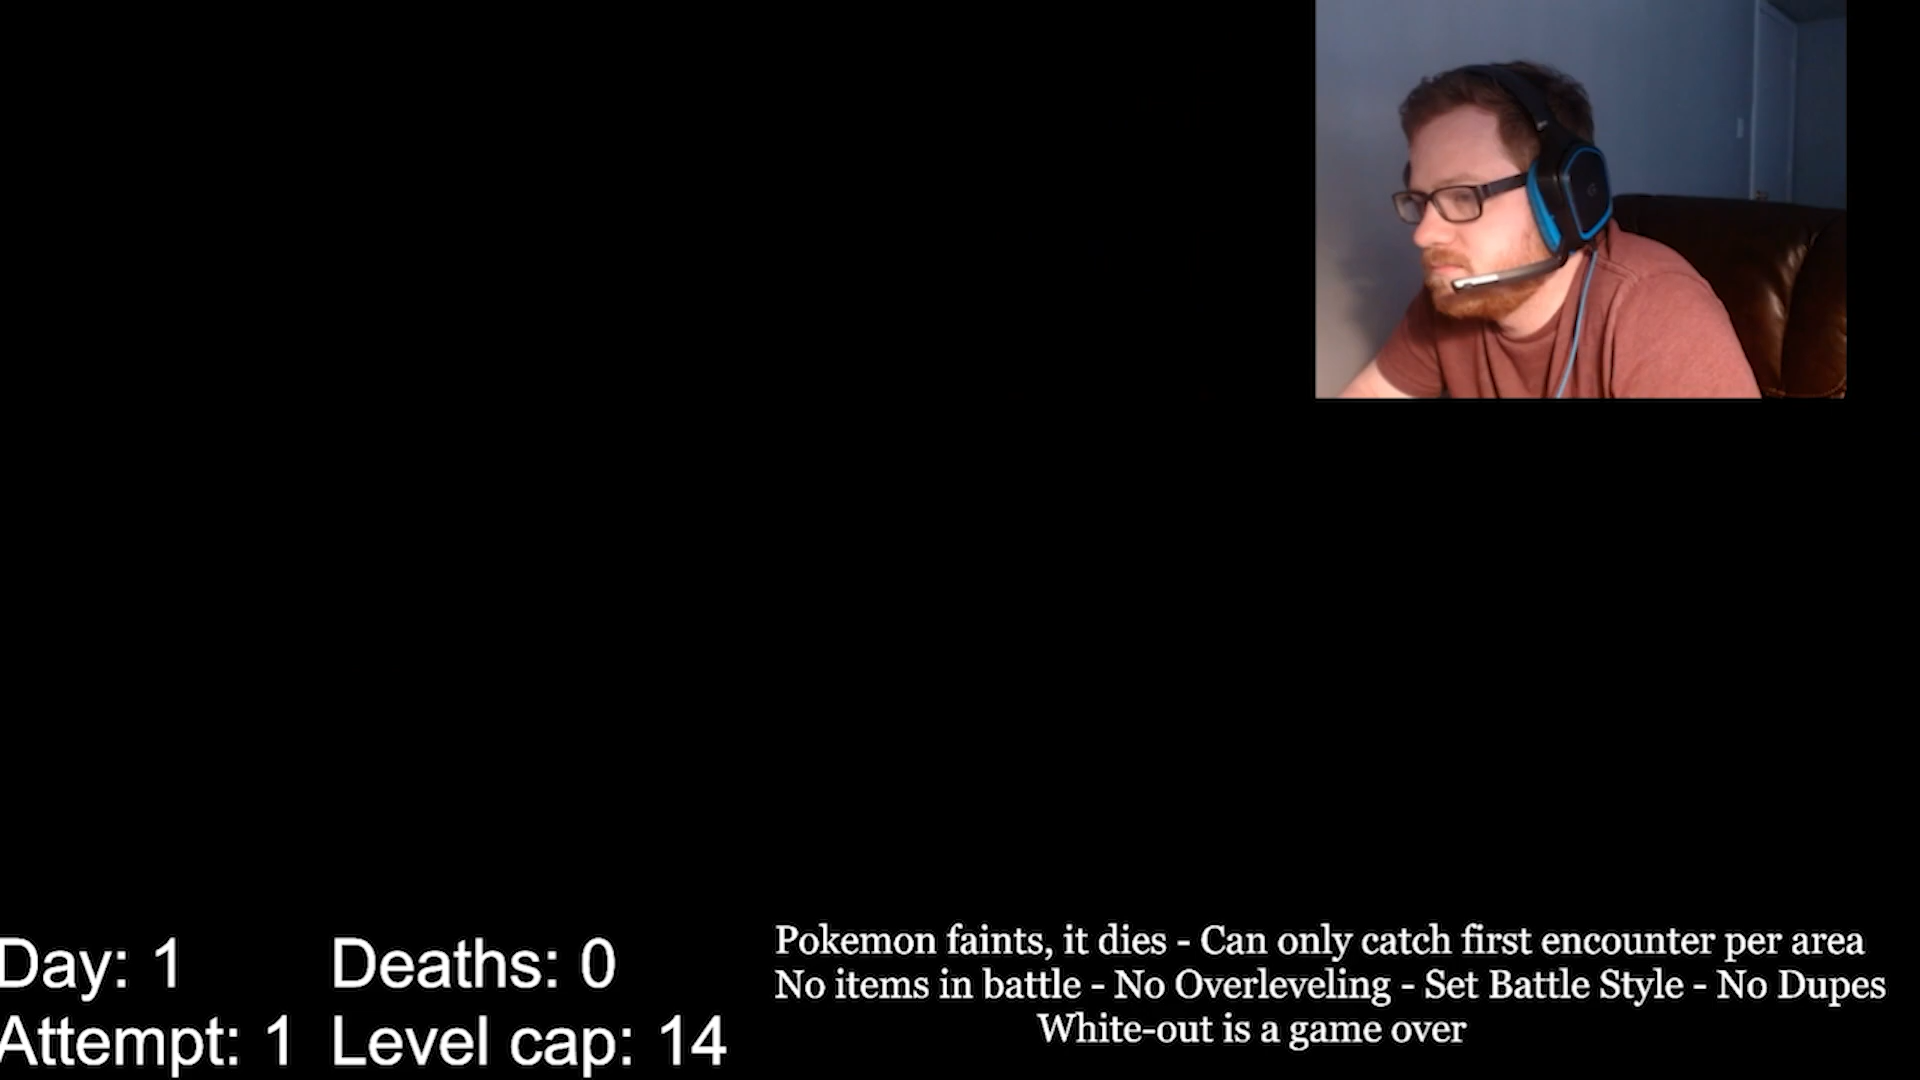 Day: 1 Deaths: 0
Attempt: 1 Level cap: 14
Pokemon faints, it dies - Can only catch first encounter per area
No items in battle - No Overleveling - Set Battle Style - No Dupes
White-out is a game over